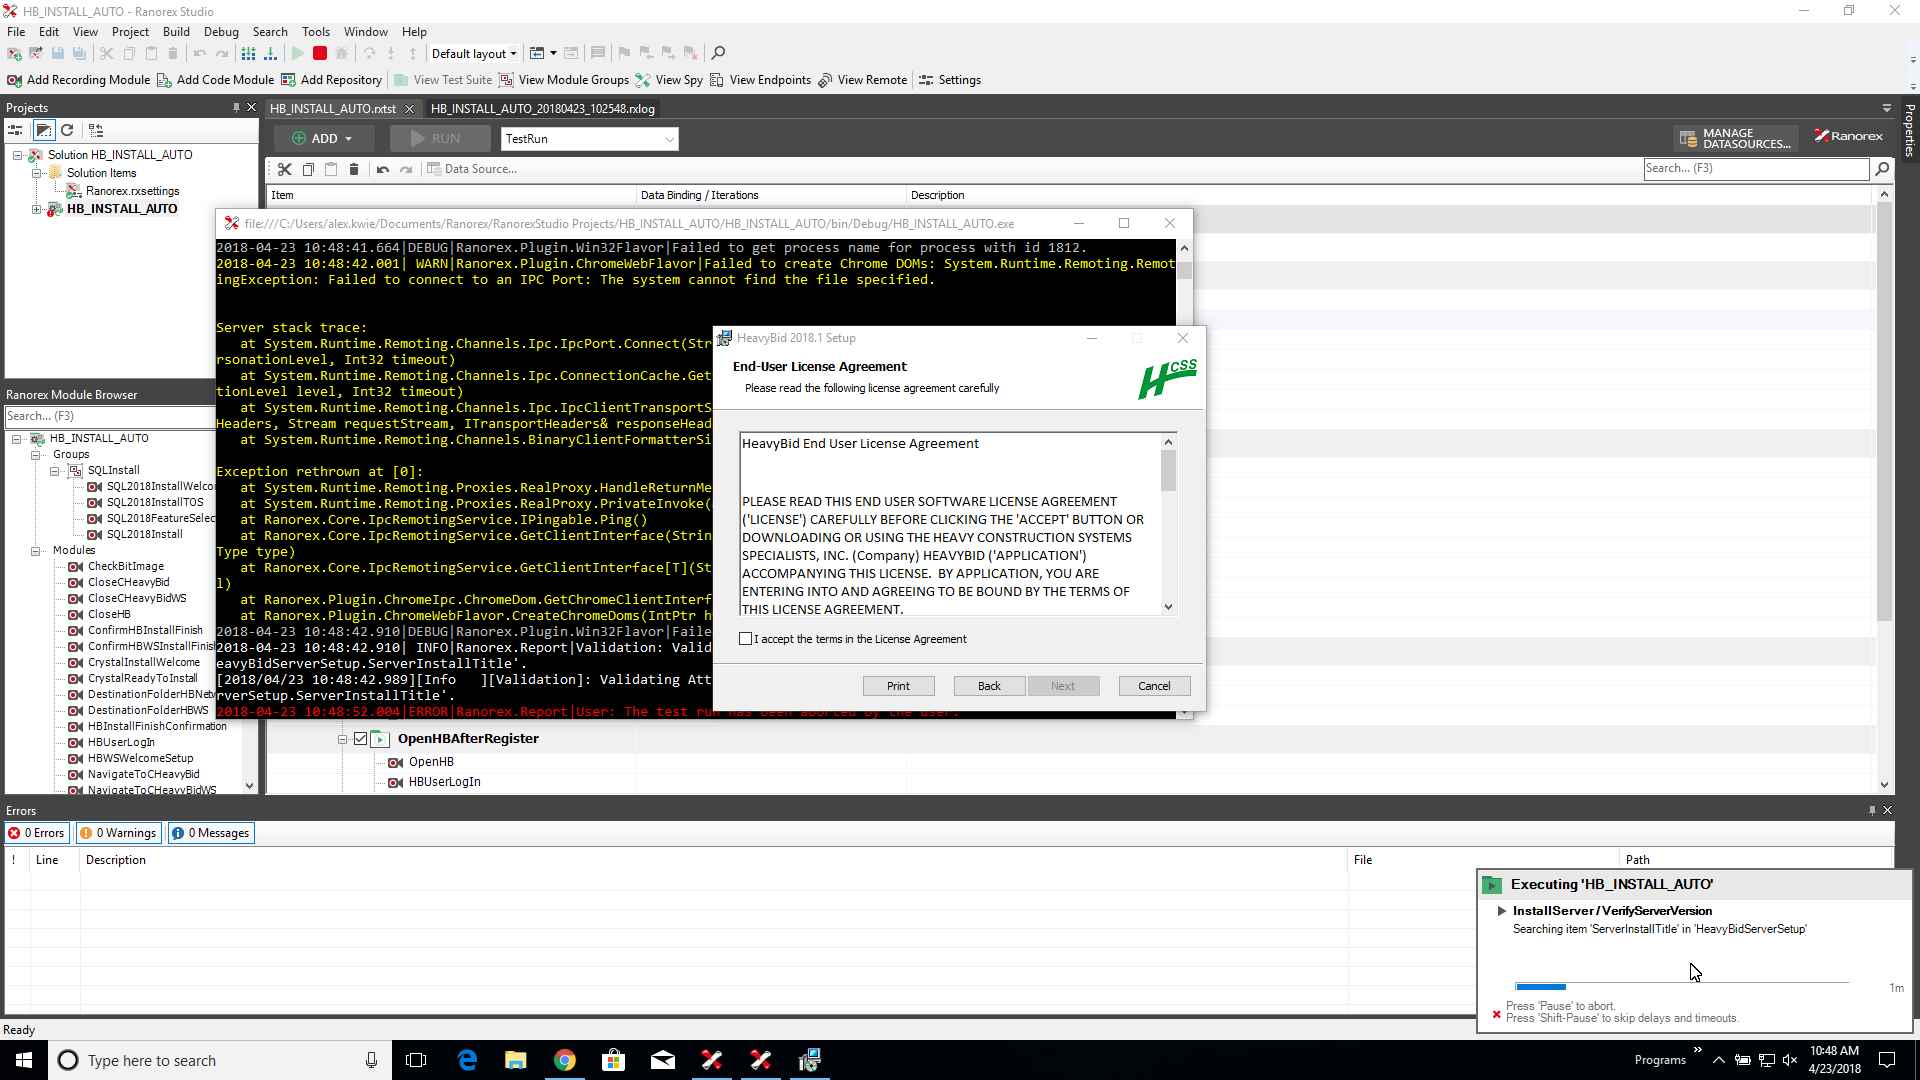 HB_INSTALL_AUTO - Ranorex Studio
File Edit View Project Build Debug Search Tools Window Help
Default layout
Add Recording Module Add Code Module Add Repository View Test Suite View Module Groups View Spy View Endpoints View Remote Settings
Projects
HB_INSTALL_AUTO.rxtst
HB_INSTALL_AUTO_20180423_102548.rxlog
Properties
ADD
RUN
TestRun
MANAGE
DATASOURCES...
Ranorex
Solution HB_INSTALL_AUTO
Solution Items
Ranorex.rxsettings
HB_INSTALL_AUTO
Data Source...
Search... (F3)
Item
Data Binding / Iterations
Description
file:///C:/Users/alex.kwie/Documents/Ranorex/RanorexStudio Projects/HB_INSTALL_AUTO/HB_INSTALL_AUTO/bin/Debug/HB_INSTALL_AUTO.exe
2018-04-23 10:48:41.664|DEBUG|Ranorex.Plugin.Win32Flavor|Failed to get process name for process with id 1812.
2018-04-23 10:48:42.001| WARN|Ranorex.Plugin.ChromeWebFlavor|Failed to create Chrome DOMs: System.Runtime.Remoting.Remot
ingException: Failed to connect to an IPC Port: The system cannot find the file specified.
Server stack trace:
at System.Runtime.Remoting.Channels.Ipc.IpcPort.Connect(Str
rsonationLevel, Int32 timeout)
at System.Runtime.Remoting.Channels.Ipc.ConnectionCache.Get
tionLevel level, Int32 timeout)
at System.Runtime.Remoting.Channels.Ipc.IpcClientTransportS
Headers, Stream requestStream, ITransportHeaders& responseHead
at System.Runtime.Remoting.Channels.BinaryClientFormatterSi
Exception rethrown at [0]:
at System.Runtime.Remoting.Proxies.RealProxy.HandleReturnMe
at System.Runtime.Remoting.Proxies.RealProxy.PrivateInvoke(
at Ranorex.Core.IpcRemotingService.IPingable.Ping()
at Ranorex.Core.IpcRemotingService.GetClientInterface(Strin
Type type)
at Ranorex.Core.IpcRemotingService.GetClientInterface[T](St
l)
at Ranorex.Plugin.ChromeIpc.ChromeDom.GetChromeClientInterf
at Ranorex.Plugin.ChromeWebFlavor.CreateChromeDoms(IntPtr h
2018-04-23 10:48:42.910|DEBUG|Ranorex.Plugin.Win32Flavor|Faile
2018-04-23 10:48:42.910| INFO|Ranorex.Report|Validation: Valid
eavyBidServerSetup.ServerInstallTitle'.
[2018/04/23 10:48:42.989][Info   ][Validation]: Validating Att
rverSetup.ServerInstallTitle'.
2018-04-23 10:48:52.004|ERROR|Ranorex.Report|User: The test run has been aborted by the user.
HeavyBid 2018.1 Setup
End-User License Agreement
Please read the following license agreement carefully
HCSS
HeavyBid End User License Agreement
PLEASE READ THIS END USER SOFTWARE LICENSE AGREEMENT
('LICENSE') CAREFULLY BEFORE CLICKING THE 'ACCEPT' BUTTON OR
DOWNLOADING OR USING THE HEAVY CONSTRUCTION SYSTEMS
SPECIALISTS, INC. (Company) HEAVYBID ('APPLICATION')
ACCOMPANYING THIS LICENSE. BY APPLICATION, YOU ARE
ENTERING INTO AND AGREEING TO BE BOUND BY THE TERMS OF
THIS LICENSE AGREEMENT.
I accept the terms in the License Agreement
Print Back Next Cancel
Ranorex Module Browser
Search... (F3)
HB_INSTALL_AUTO
Groups
SQLInstall
SQL2018InstallWelco
SQL2018InstallTOS
SQL2018FeatureSelec
SQL2018Install
Modules
CheckBitImage
CloseCHeavyBid
CloseCHeavyBidWS
CloseHB
ConfirmHBInstallFinish
ConfirmHBWSInstallFinish
CrystalInstallWelcome
CrystalReadyToInstall
DestinationFolderHBNetw
DestinationFolderHBWS
HBInstallFinishConfirmation
HBUserLogIn
HBWSWelcomeSetup
NavigateToCHeavyBid
NavigateToCHeavyBidWS
OpenHBAfterRegister
OpenHB
HBUserLogIn
Errors
0 Errors 0 Warnings 0 Messages
! Line Description File Path
Executing 'HB_INSTALL_AUTO'
InstallServer / VerifyServerVersion
Searching item 'ServerInstallTitle' in 'HeavyBidServerSetup'
1m
Press 'Pause' to abort.
Press 'Shift-Pause' to skip delays and timeouts.
Ready
Type here to search
Programs
10:48 AM
4/23/2018